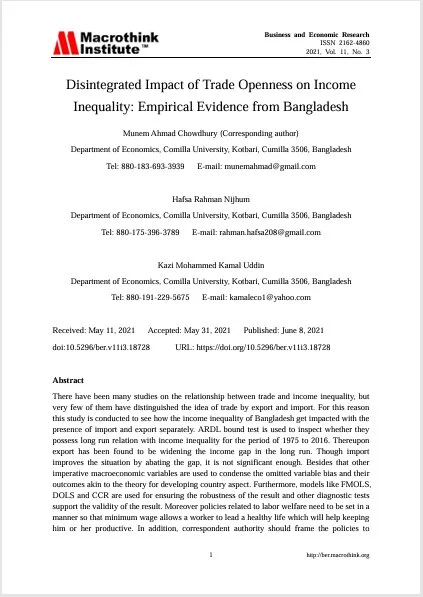 Macrothink
Institute™
Business and Economic Research
ISSN 2162-4860
2021, Vol. 11, No. 3
Disintegrated Impact of Trade Openness on Income
Inequality: Empirical Evidence from Bangladesh
Munem Ahmad Chowdhury (Corresponding author)
Department of Economics, Comilla University, Kotbari, Cumilla 3506, Bangladesh
Tel: 880-183-693-3939 E-mail: munemahmad@gmail.com
Hafsa Rahman Nijhum
Department of Economics, Comilla University, Kotbari, Cumilla 3506, Bangladesh
Tel: 880-175-396-3789 E-mail: rahman.hafsa208@gmail.com
Kazi Mohammed Kamal Uddin
Department of Economics, Comilla University, Kotbari, Cumilla 3506, Bangladesh
Tel: 880-191-229-5675 E-mail: kamaleco1@yahoo.com
Received: May 11, 2021 Accepted: May 31, 2021 Published: June 8, 2021
doi:10.5296/ber.v11i3.18728 URL: https://doi.org/10.5296/ber.v11i3.18728
Abstract
There have been many studies on the relationship between trade and income inequality, but
very few of them have distinguished the idea of trade by export and import. For this reason
this study is conducted to see how the income inequality of Bangladesh get impacted with the
presence of import and export separately. ARDL bound test is used to inspect whether they
possess long run relation with income inequality for the period of 1975 to 2016. Thereupon
export has been found to be widening the income gap in the long run. Though import
improves the situation by abating the gap, it is not significant enough. Besides that other
imperative macroeconomic variables are used to condense the omitted variable bias and their
outcomes akin to the theory for developing country aspect. Furthermore, models like FMOLS,
DOLS and CCR are used for ensuring the robustness of the result and other diagnostic tests
support the validity of the result. Moreover policies related to labor welfare need to be set in a
manner so that minimum wage allows a worker to lead a healthy life which will help keeping
him or her productive. In addition, correspondent authority should frame the policies to
1
http://ber.macrothink.org